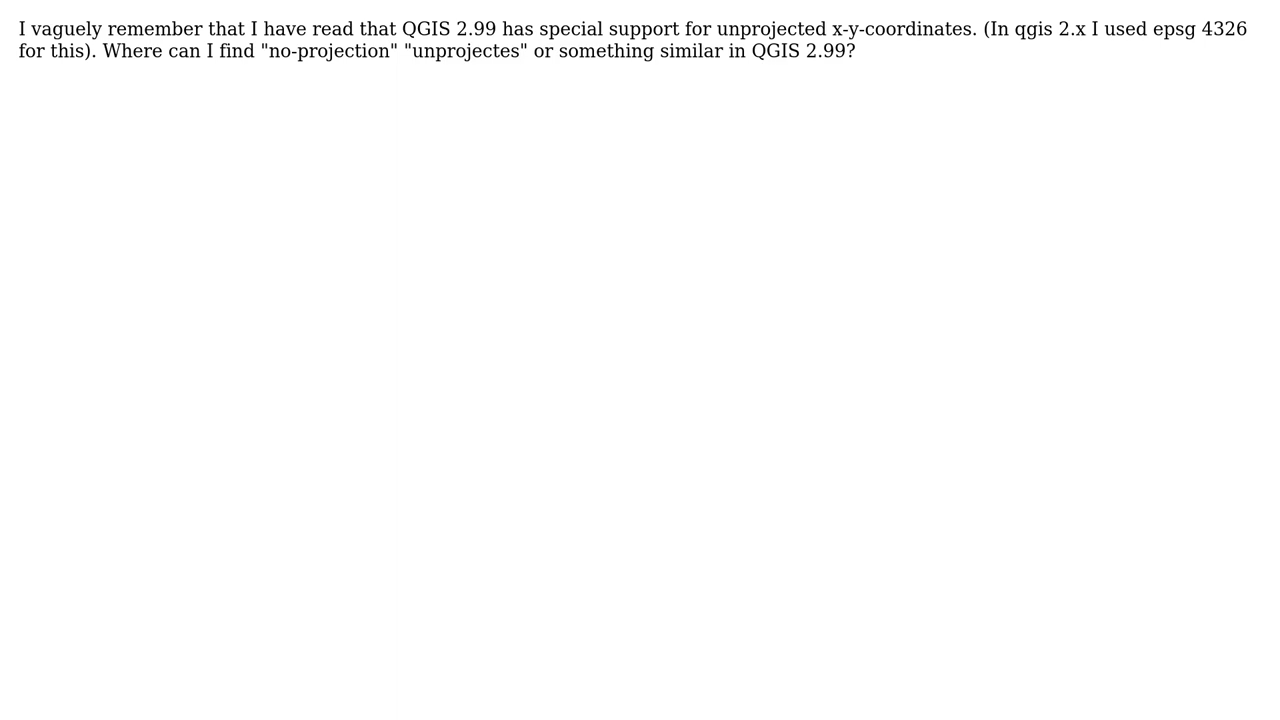 I vaguely remember that I have read that QGIS 2.99 has special support for unprojected x-y-coordinates. (In qgis 2.x I used epsg 4326
for this). Where can I find "no-projection" "unprojectes" or something similar in QGIS 2.99?